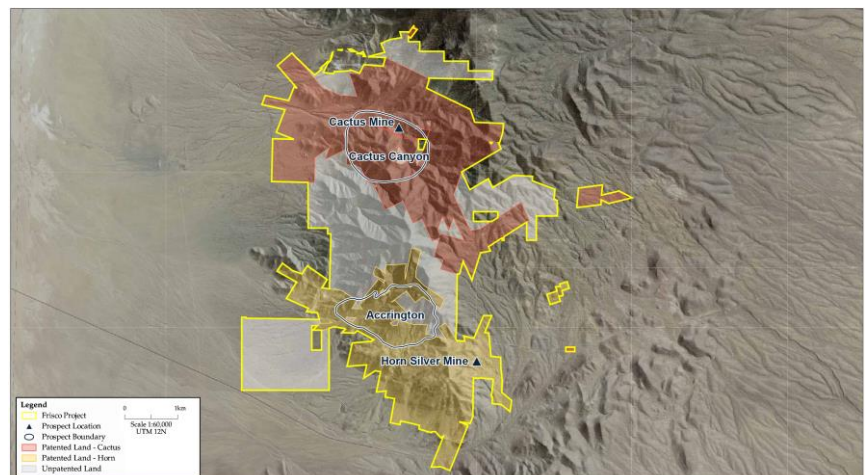 Cactus Mine
Cactus Canyon
Accrington
Horn Silver Mine
Legend
Frisco Project
Prospect Location
Prospect Boundary
Patented Land - Cactus
Patented Land - Horn
Unpatented Land
0 1km
Scale 1:60,000
UTM 12N